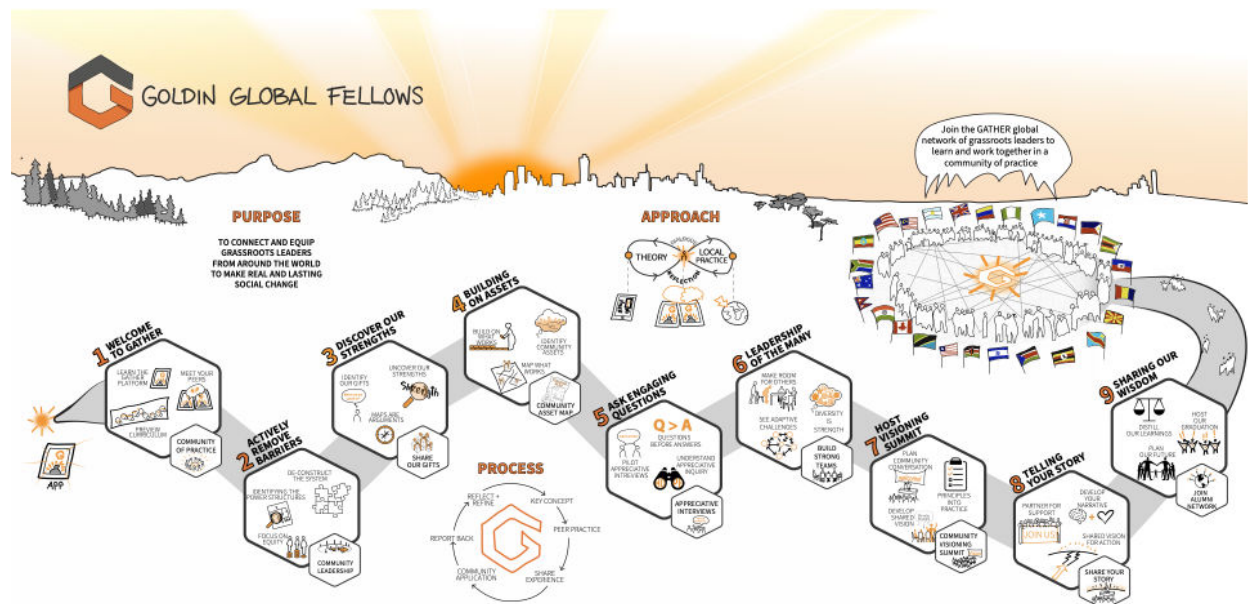 GOLDIN GLOBAL FELLOWS
Join the GATHER global
network of grassroots leaders to
learn and work together in a
community of practice
PURPOSE
TO CONNECT AND EQUIP
GRASSROOTS LEADERS
FROM AROUND THE WORLD
TO MAKE REAL AND LASTING
SOCIAL CHANGE
APPROACH
THEORY
LOCAL
PRACTICE
REFLECTION
APP
1 WELCOME
TO GATHER
LEARN THE
GATHER
PLATFORM
MEET YOUR
PEERS
PREVIEW
CURRICULUM
COMMUNITY
OF PRACTICE
2 ACTIVELY
REMOVE
BARRIERS
DE-CONSTRUCT
THE SYSTEM
IDENTIFYING THE
POWER STRUCTURES
FOCUS ON
EQUITY
COMMUNITY
LEADERSHIP
3 DISCOVER OUR
STRENGTHS
UNCOVER OUR
STRENGTHS
IDENTIFY
OUR GIFTS
Strength
MAPS ARE
ARGUMENTS
SHARE
OUR GIFTS
4 BUILDING
ON ASSETS
BUILD ON
WHAT
WORKS
IDENTIFY
COMMUNITY
ASSETS
MAP WHAT
WORKS
COMMUNITY
ASSET MAP
PROCESS
REFLECT +
REFINE
KEY CONCEPT
PEER PRACTICE
SHARE
EXPERIENCE
COMMUNITY
APPLICATION
REPORT BACK
5 ASK ENGAGING
QUESTIONS
Q > A
QUESTIONS
BEFORE ANSWERS
PILOT
APPRECIATIVE
INTREVIEWS
UNDERSTAND
APPRECIATIVE
INQUIRY
APPRECIATIVE
INTERVIEWS
6 LEADERSHIP
OF THE MANY
MAKE ROOM
FOR OTHERS
DIVERSITY
IS
STRENGTH
SEE ADAPTIVE
CHALLENGES
BUILD
STRONG
TEAMS
7 HOST
VISIONING
SUMMIT
PLAN
COMMUNITY
CONVERSATION
PRINCIPLES
INTO
PRACTICE
DEVELOP
SHARED
VISION
COMMUNITY
VISIONING
SUMMIT
8 TELLING
YOUR STORY
DEVELOP
YOUR
NARRATIVE
PARTNER FOR
SUPPORT
JOIN US
SHARED VISION
FOR ACTION
SHARE YOUR
STORY
9 SHARING OUR
WISDOM
DISTILL
OUR LEARNINGS
HOST
OUR
GRADUATION
PLAN
OUR FUTURE
JOIN
ALUMNI
NETWORK